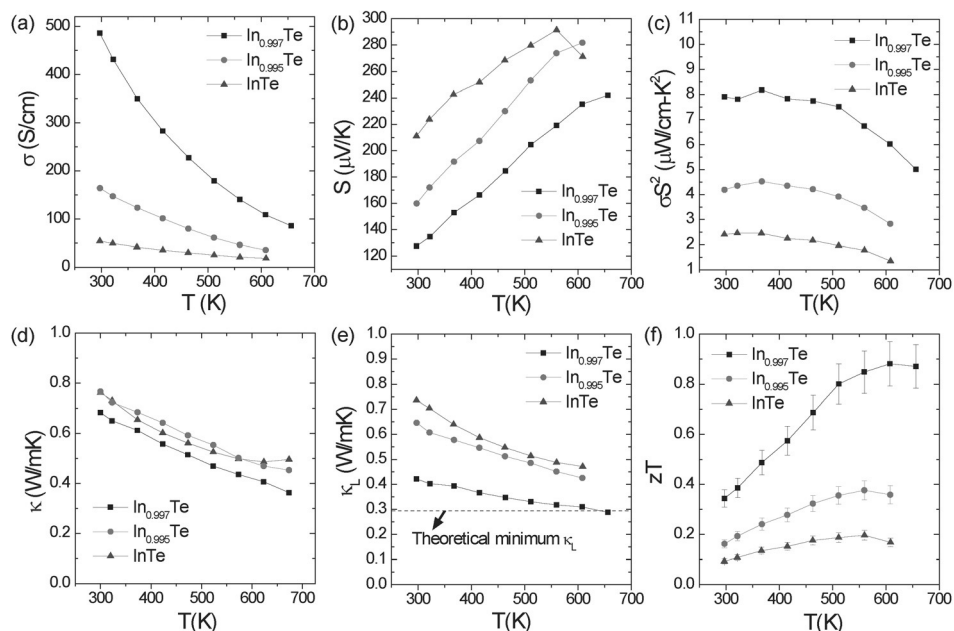 (a)
500
400
300
200
100
0
σ (S/cm)
In0.997Te
In0.995Te
InTe
300 400 500 600 700
T (K)
(b)
300
280
260
240
220
200
180
160
140
120
S (μV/K)
In0.997Te
In0.995Te
InTe
300 400 500 600 700
T(K)
(c)
12
11
10
9
8
7
6
5
4
3
2
1
σS² (μW/cm-K²)
In0.997Te
In0.995Te
InTe
300 400 500 600 700
T(K)
(d)
1.0
0.8
0.6
0.4
0.2
0.0
κ (W/mK)
In0.997Te
In0.995Te
InTe
300 400 500 600 700
T(K)
(e)
1.0
0.9
0.8
0.7
0.6
0.5
0.4
0.3
0.2
0.1
0.0
κL (W/mK)
In0.997Te
In0.995Te
InTe
Theoretical minimum κL
300 400 500 600 700
T(K)
(f)
1.0
0.8
0.6
0.4
0.2
0.0
zT
In0.997Te
In0.995Te
InTe
300 400 500 600 700
T(K)